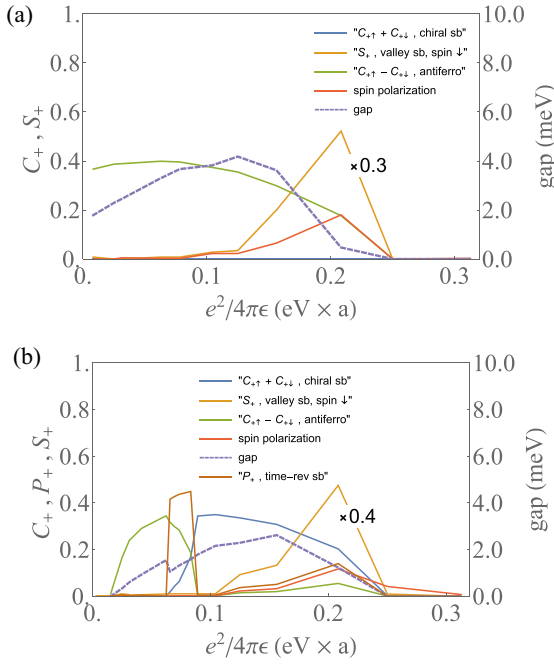 (a)
"C₊↑ + C₊↓ , chiral sb"
"S₊ , valley sb, spin ↓"
"C₊↑ − C₊↓ , antiferro"
spin polarization
gap
×0.3
1
0.8
0.6
0.4
0.2
0.
C₊ , S₊
10.0
8.0
6.0
4.0
2.0
0.0
gap (meV)
0. 0.1 0.2 0.3
e²/4πϵ (eV × a)
(b)
"C₊↑ + C₊↓ , chiral sb"
"S₊ , valley sb, spin ↓"
"C₊↑ − C₊↓ , antiferro"
spin polarization
gap
"P₊ , time−rev sb"
×0.4
1
0.8
0.6
0.4
0.2
0.
C₊ , P₊ , S₊
10.0
8.0
6.0
4.0
2.0
0.0
gap (meV)
0. 0.1 0.2 0.3
e²/4πϵ (eV × a)